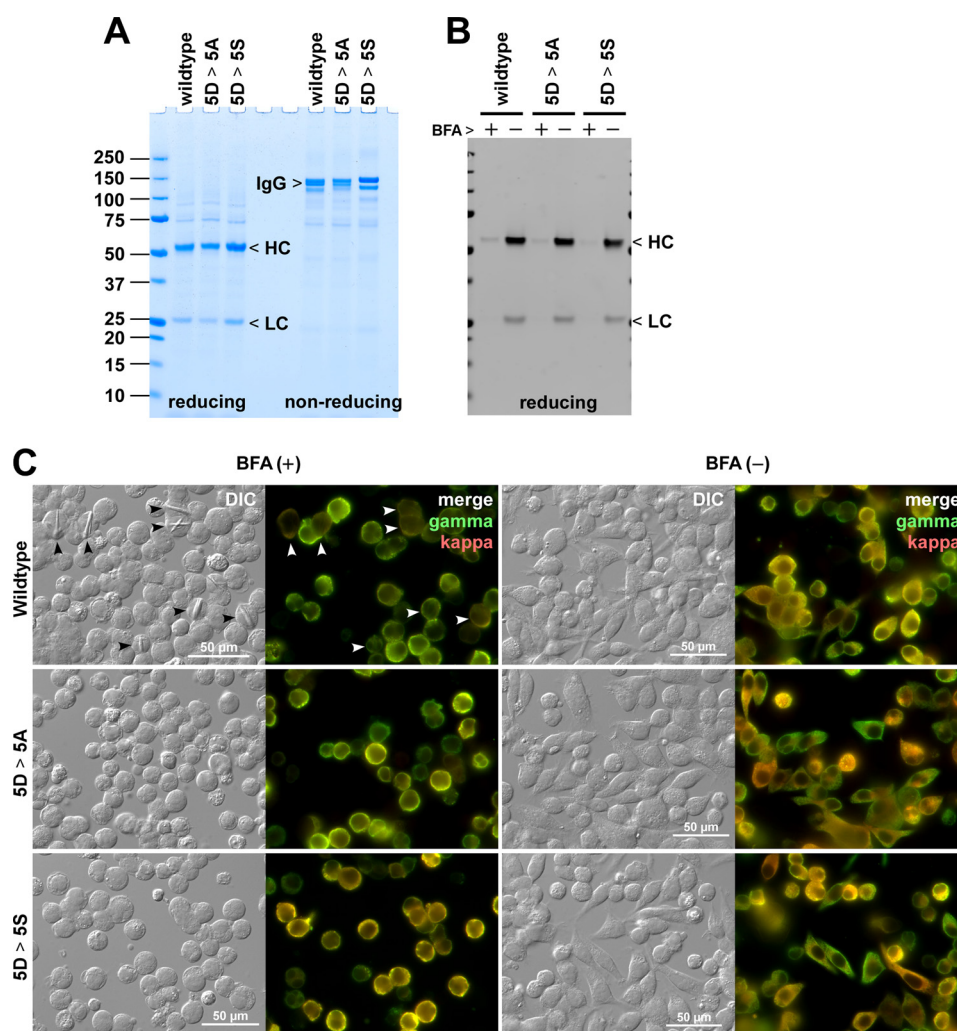 A
wildtype
5D > 5A
5D > 5S
wildtype
5D > 5A
5D > 5S
250
150
100
75
50
37
25
20
15
10
IgG >
< HC
< LC
reducing
non-reducing
B
wildtype
5D > 5A
5D > 5S
BFA > + − + − + −
< HC
< LC
reducing
C
BFA (+)
BFA (−)
Wildtype
DIC
merge
gamma
kappa
50 µm
DIC
merge
gamma
kappa
50 µm
5D > 5A
50 µm
5D > 5S
50 µm
50 µm